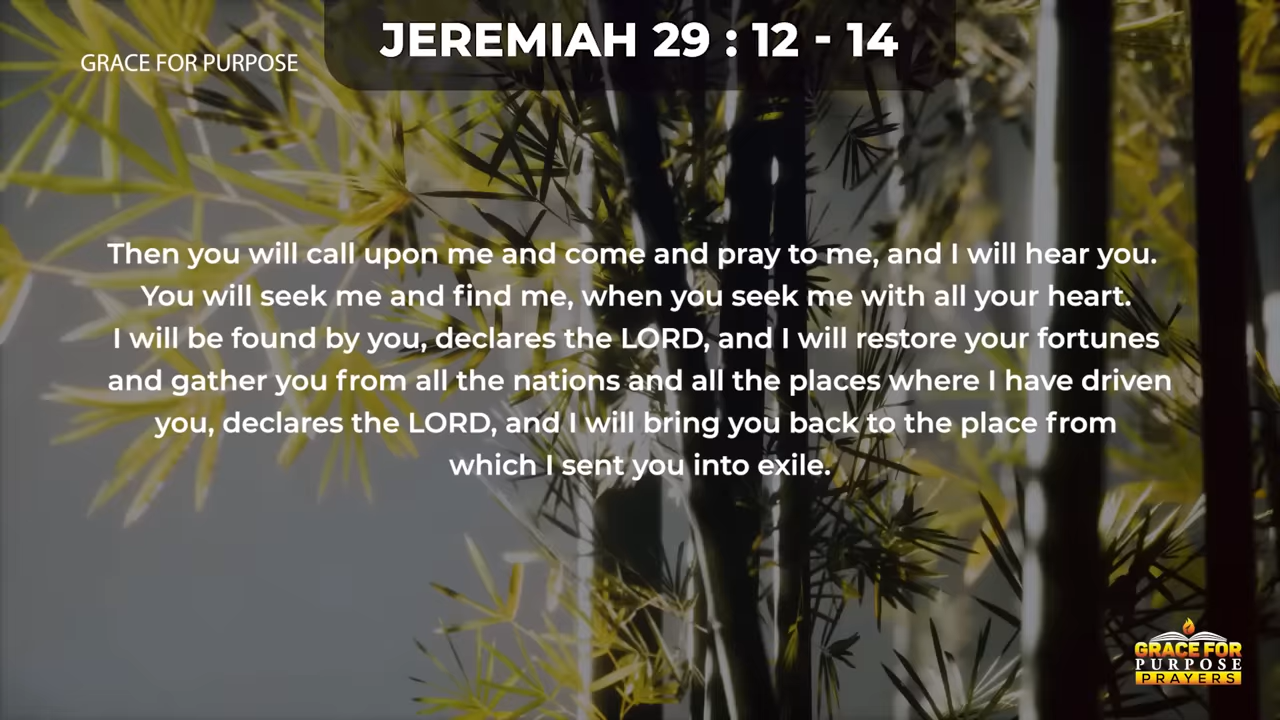 JEREMIAH 29 : 12 - 14
GRACE FOR PURPOSE
Then you will call upon me and come and pray to me, and I will hear you.
You will seek me and find me, when you seek me with all your heart.
I will be found by you, declares the LORD, and I will restore your fortunes
and gather you from all the nations and all the places where I have driven
you, declares the LORD, and I will bring you back to the place from
which I sent you into exile.
GRACE FOR
PURPOSE
PRAYERS